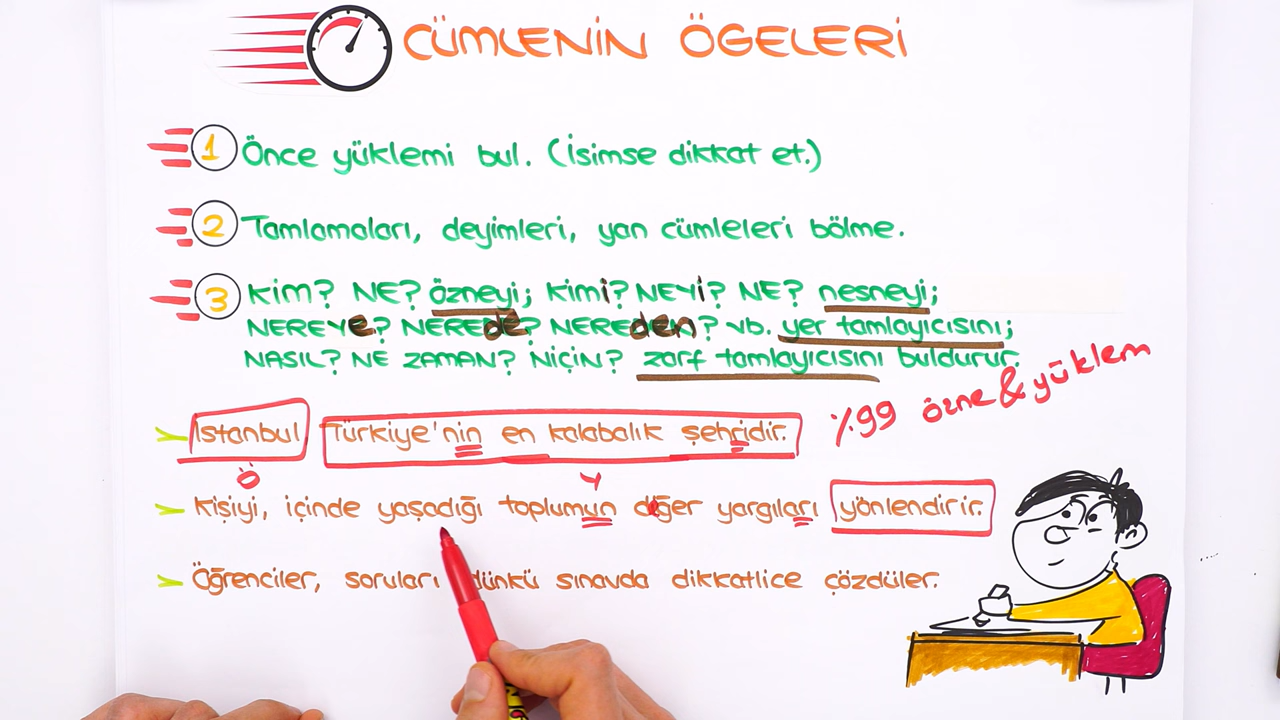 CÜMLENİN ÖGELERİ
1 Önce yüklemi bul. (İsimse dikkat et.)
2 Tamlamaları, deyimleri, yan cümleleri bölme.
3 KİM? NE? özneyi; Kimi? NEYİ? NE? nesneyi;
NEREYe? NEREDE? NEREDEn? vb. yer tamlayıcısını;
NASIL? NE ZAMAN? NİÇİN? zarf tamlayıcısını buldurur.
%99 özne & yüklem
İstanbul Türkiye'nin en kalabalık şehridir.
Ö Y
Kişiyi, içinde yaşadığı toplumun değer yargıları yönlendirir.
Öğrenciler, soruları dünkü sınavda dikkatlice çözdüler.